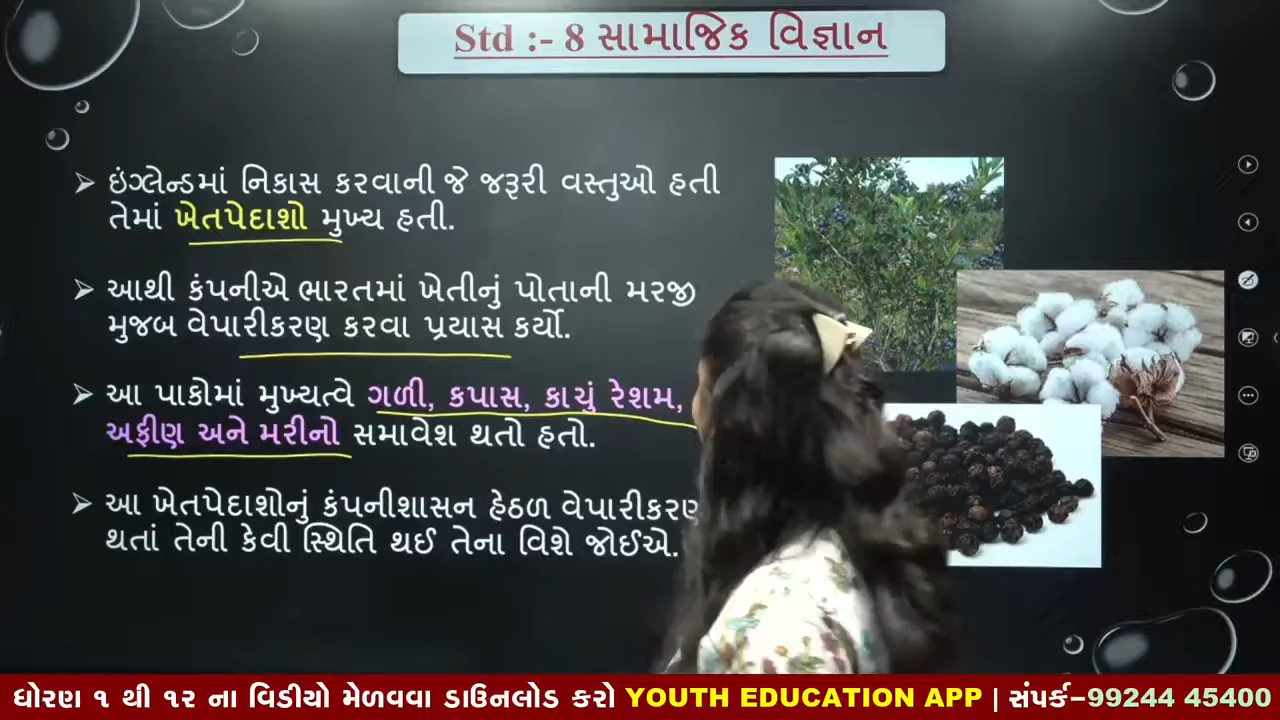 Std :- 8 સામાજિક વિજ્ઞાન
➢ ઇંગ્લેન્ડમાં નિકાસ કરવાની જે જરૂરી વસ્તુઓ હતી
તેમાં ખેતપેદાશો મુખ્ય હતી.
➢ આથી કંપનીએ ભારતમાં ખેતીનું પોતાની મરજી
મુજબ વેપારીકરણ કરવા પ્રયાસ કર્યો.
➢ આ પાકોમાં મુખ્યત્વે ગળી, કપાસ, કાચું રેશમ,
અફીણ અને મરીનો સમાવેશ થતો હતો.
➢ આ ખેતપેદાશોનું કંપનીશાસન હેઠળ વેપારીકરણ
થતાં તેની કેવી સ્થિતિ થઈ તેના વિશે જોઈએ.
ધોરણ ૧ થી ૧૨ ના વિડીયો મેળવવા ડાઉનલોડ કરો YOUTH EDUCATION APP | સંપર્ક-99244 45400